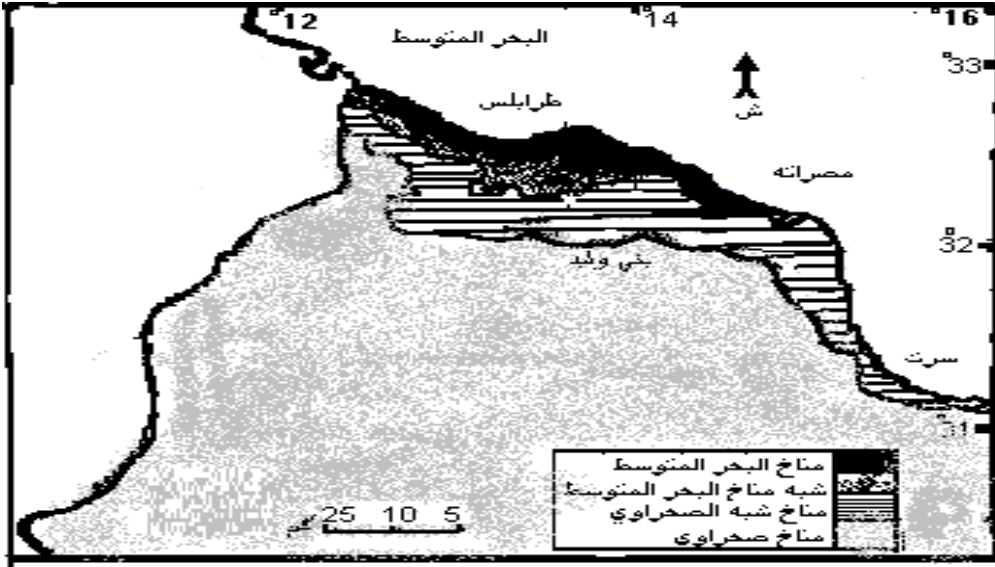 °12
°14
°16
البحر المتوسط
°33
طرابلس
ش
مصراته
°32
بني وليد
سرت
°31
مناخ البحر المتوسط
شبه مناخ البحر المتوسط
مناخ شبه الصحراوي
مناخ صحراوي
25 10 5
كم